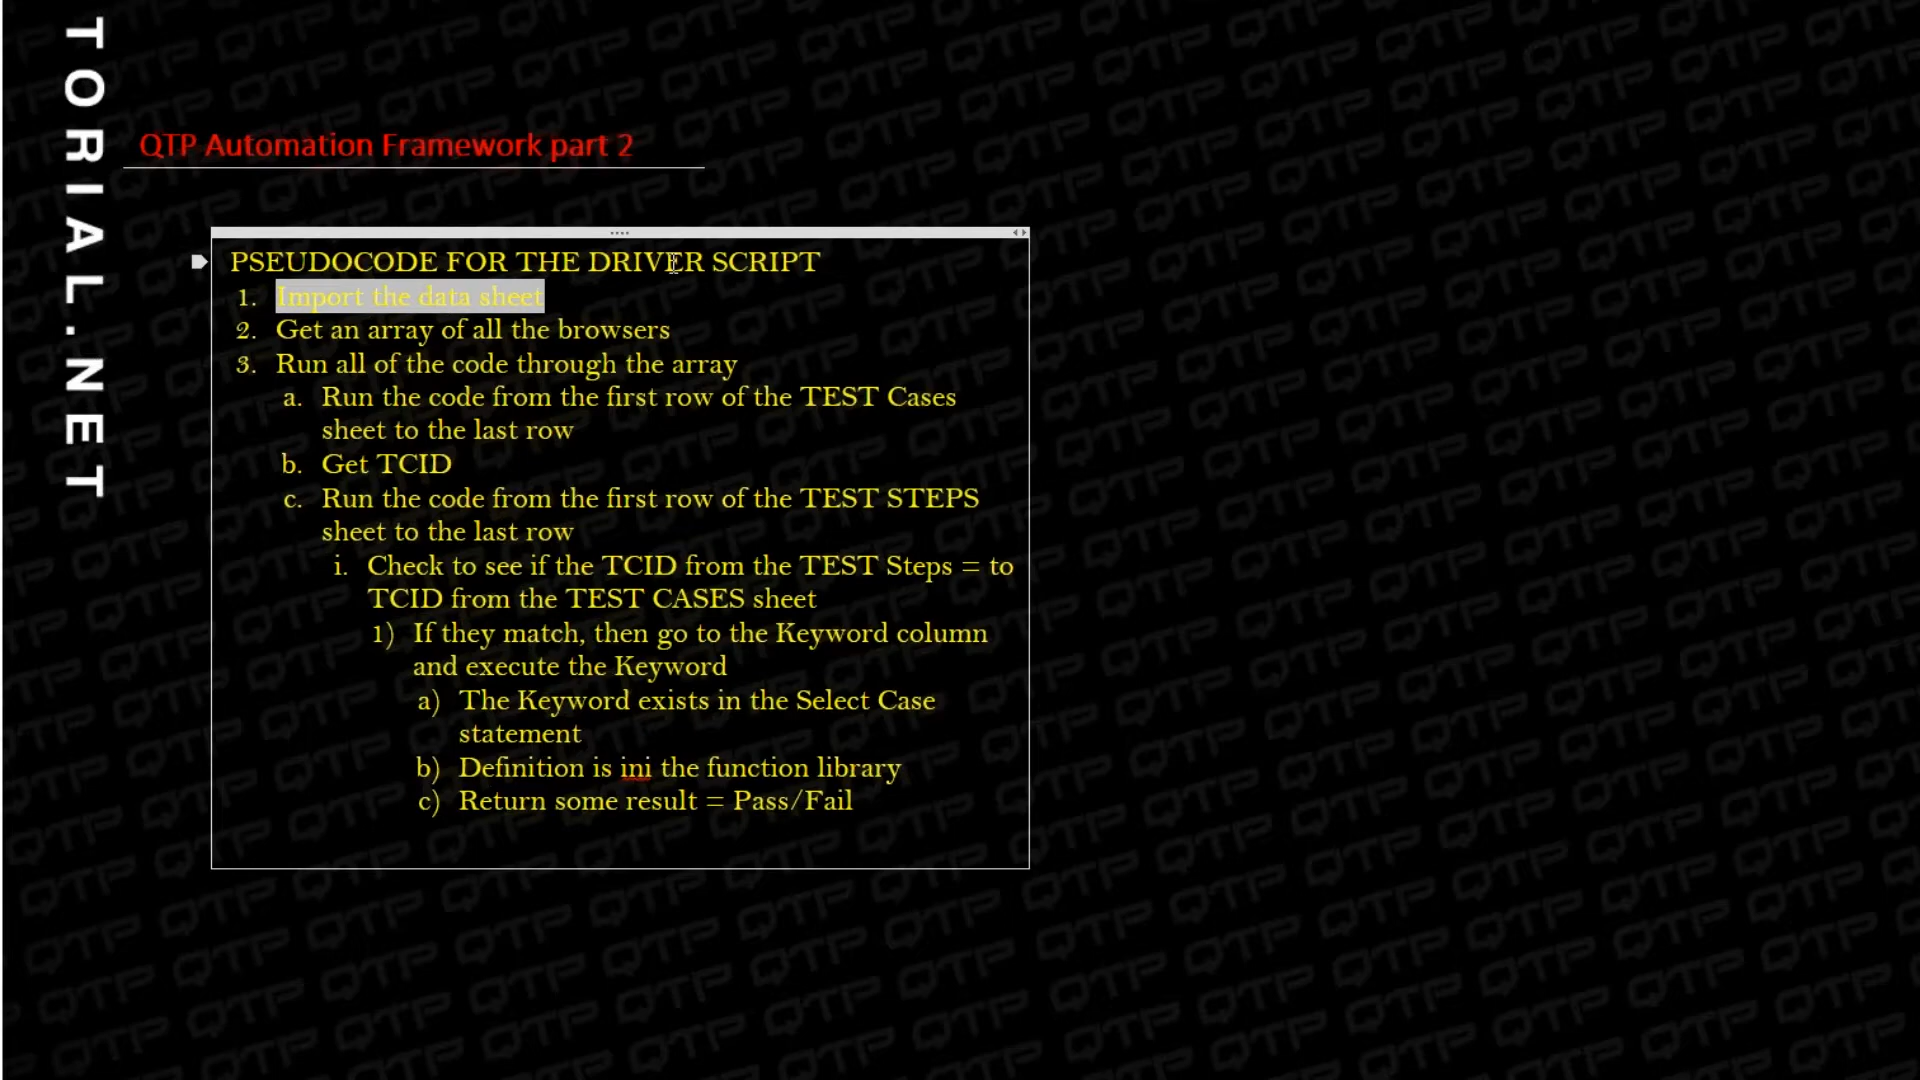 TORIAL.NET
QTP Automation Framework part 2
PSEUDOCODE FOR THE DRIVER SCRIPT
1. Import the data sheet
2. Get an array of all the browsers
3. Run all of the code through the array
a. Run the code from the first row of the TEST Cases
sheet to the last row
b. Get TCID
c. Run the code from the first row of the TEST STEPS
sheet to the last row
i. Check to see if the TCID from the TEST Steps = to
TCID from the TEST CASES sheet
1) If they match, then go to the Keyword column
and execute the Keyword
a) The Keyword exists in the Select Case
statement
b) Definition is ini the function library
c) Return some result = Pass/Fail